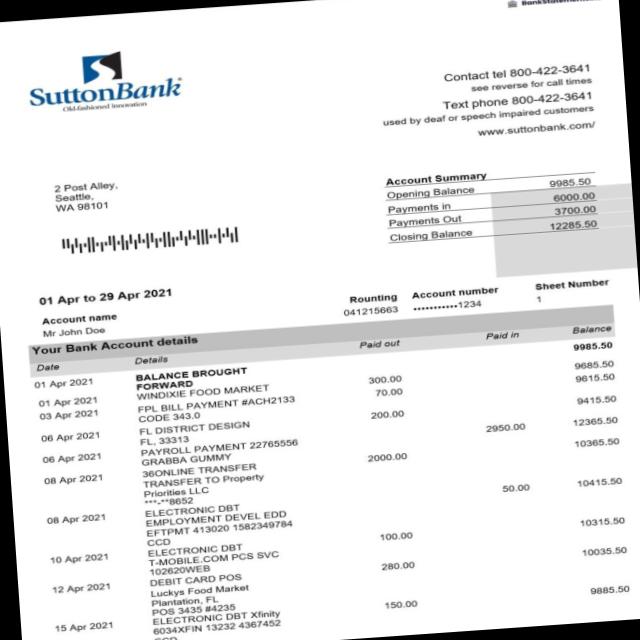 SuttonBank
Old-fashioned innovation
Contact tel 800-422-3641
see reverse for call times
Text phone 800-422-3641
used by deaf or speech impaired customers
www.suttonbank.com/
2 Post Alley,
Seattle,
WA 98101
Account Summary
Opening Balance 9985.50
Payments in 6000.00
Payments Out 3700.00
Closing Balance 12285.50
01 Apr to 29 Apr 2021
Account name
Mr John Doe
Rounting
041215663
Account number
•••••••••••1234
Sheet Number
1
Your Bank Account details
Date Details Paid out Paid in Balance
01 Apr 2021 BALANCE BROUGHT 9985.50
FORWARD
01 Apr 2021 WINDIXIE FOOD MARKET 300.00 9685.50
03 Apr 2021 FPL BILL PAYMENT #ACH2133 70.00 9615.50
CODE 343.0
06 Apr 2021 FL DISTRICT DESIGN 200.00 9415.50
FL, 33313
06 Apr 2021 PAYROLL PAYMENT 22765556 2950.00 12365.50
GRABBA GUMMY
08 Apr 2021 36ONLINE TRANSFER 2000.00 10365.50
TRANSFER TO Property
Priorities LLC
***-**8652
08 Apr 2021 ELECTRONIC DBT 50.00 10415.50
EMPLOYMENT DEVEL EDD
EFTPMT 413020 1582349784
CCD
10 Apr 2021 ELECTRONIC DBT 100.00 10315.50
T-MOBILE.COM PCS SVC
102620WEB
12 Apr 2021 DEBIT CARD POS 280.00 10035.50
Luckys Food Market
Plantation, FL
POS 3435 #4235
15 Apr 2021 ELECTRONIC DBT Xfinity 150.00 9885.50
6034XFIN 13232 4367452